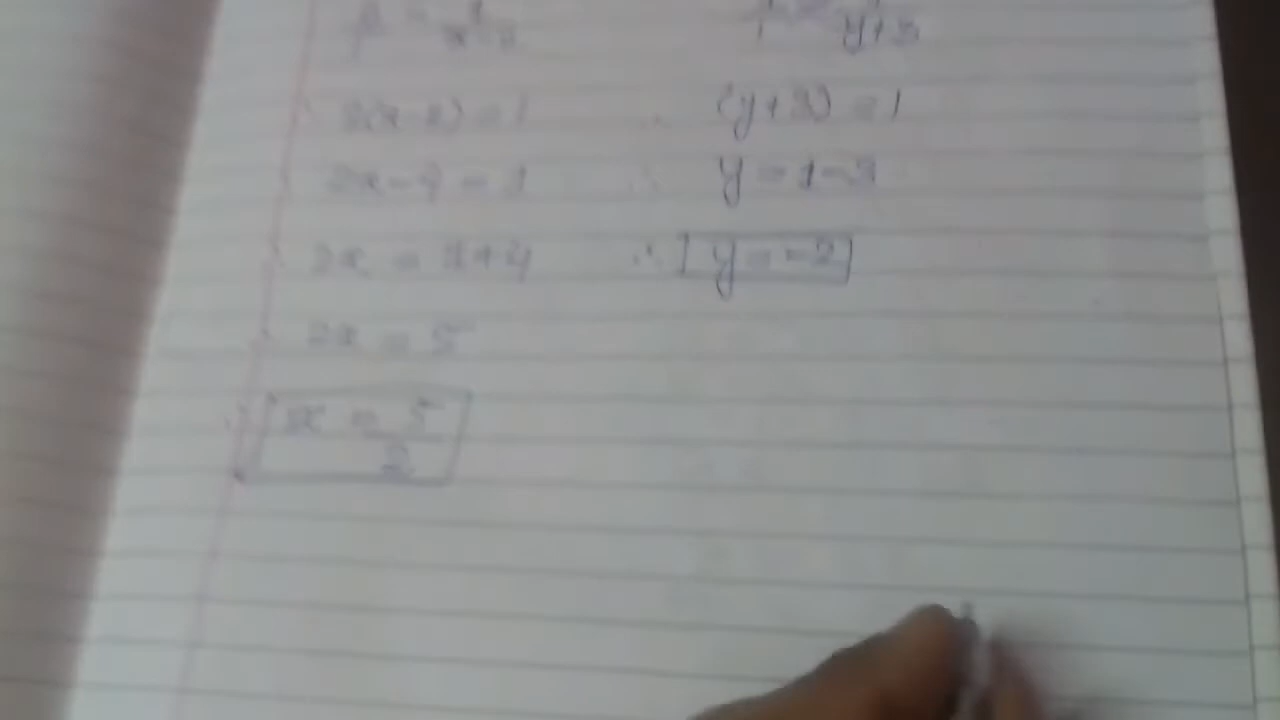 2(x-2) = 1 ∴ (y+3) = 1
2x - 4 = 1 ∴ y = 1-3
2x = 1+4 ∴ y = -2
2x = 5
∴ x = 5/2